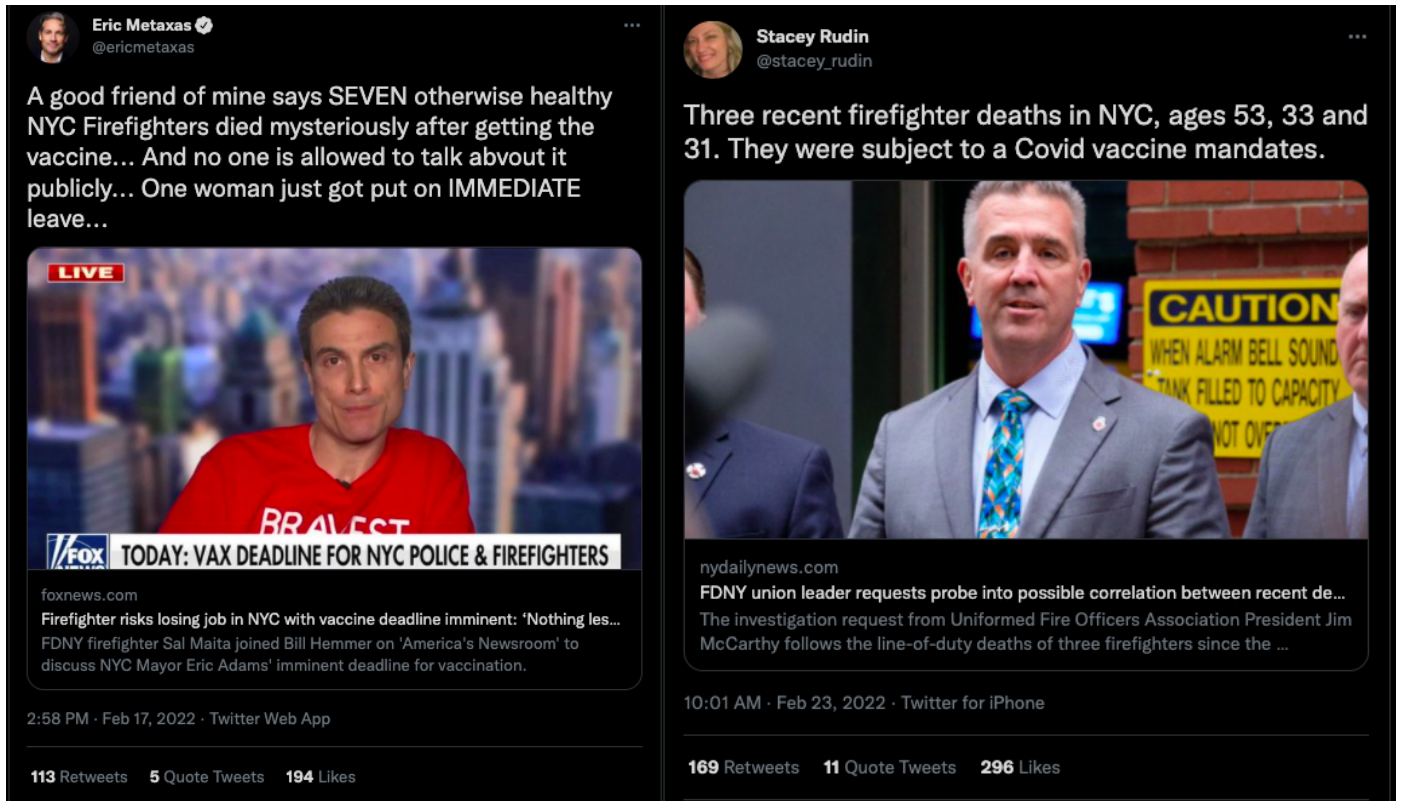 Eric Metaxas
@ericmetaxas
A good friend of mine says SEVEN otherwise healthy
NYC Firefighters died mysteriously after getting the
vaccine... And no one is allowed to talk abvout it
publicly... One woman just got put on IMMEDIATE
leave...
LIVE
BRAVEST
FOX
NEWS
TODAY: VAX DEADLINE FOR NYC POLICE & FIREFIGHTERS
foxnews.com
Firefighter risks losing job in NYC with vaccine deadline imminent: ‘Nothing les...
FDNY firefighter Sal Maita joined Bill Hemmer on 'America's Newsroom' to
discuss NYC Mayor Eric Adams' imminent deadline for vaccination.
2:58 PM · Feb 17, 2022 · Twitter Web App
113 Retweets 5 Quote Tweets 194 Likes
Stacey Rudin
@stacey_rudin
Three recent firefighter deaths in NYC, ages 53, 33 and
31. They were subject to a Covid vaccine mandates.
CAUTION
WHEN ALARM BELL SOUND
TANK FILLED TO CAPACITY
NOT OVE
nydailynews.com
FDNY union leader requests probe into possible correlation between recent de...
The investigation request from Uniformed Fire Officers Association President Jim
McCarthy follows the line-of-duty deaths of three firefighters since the ...
10:01 AM · Feb 23, 2022 · Twitter for iPhone
169 Retweets 11 Quote Tweets 296 Likes